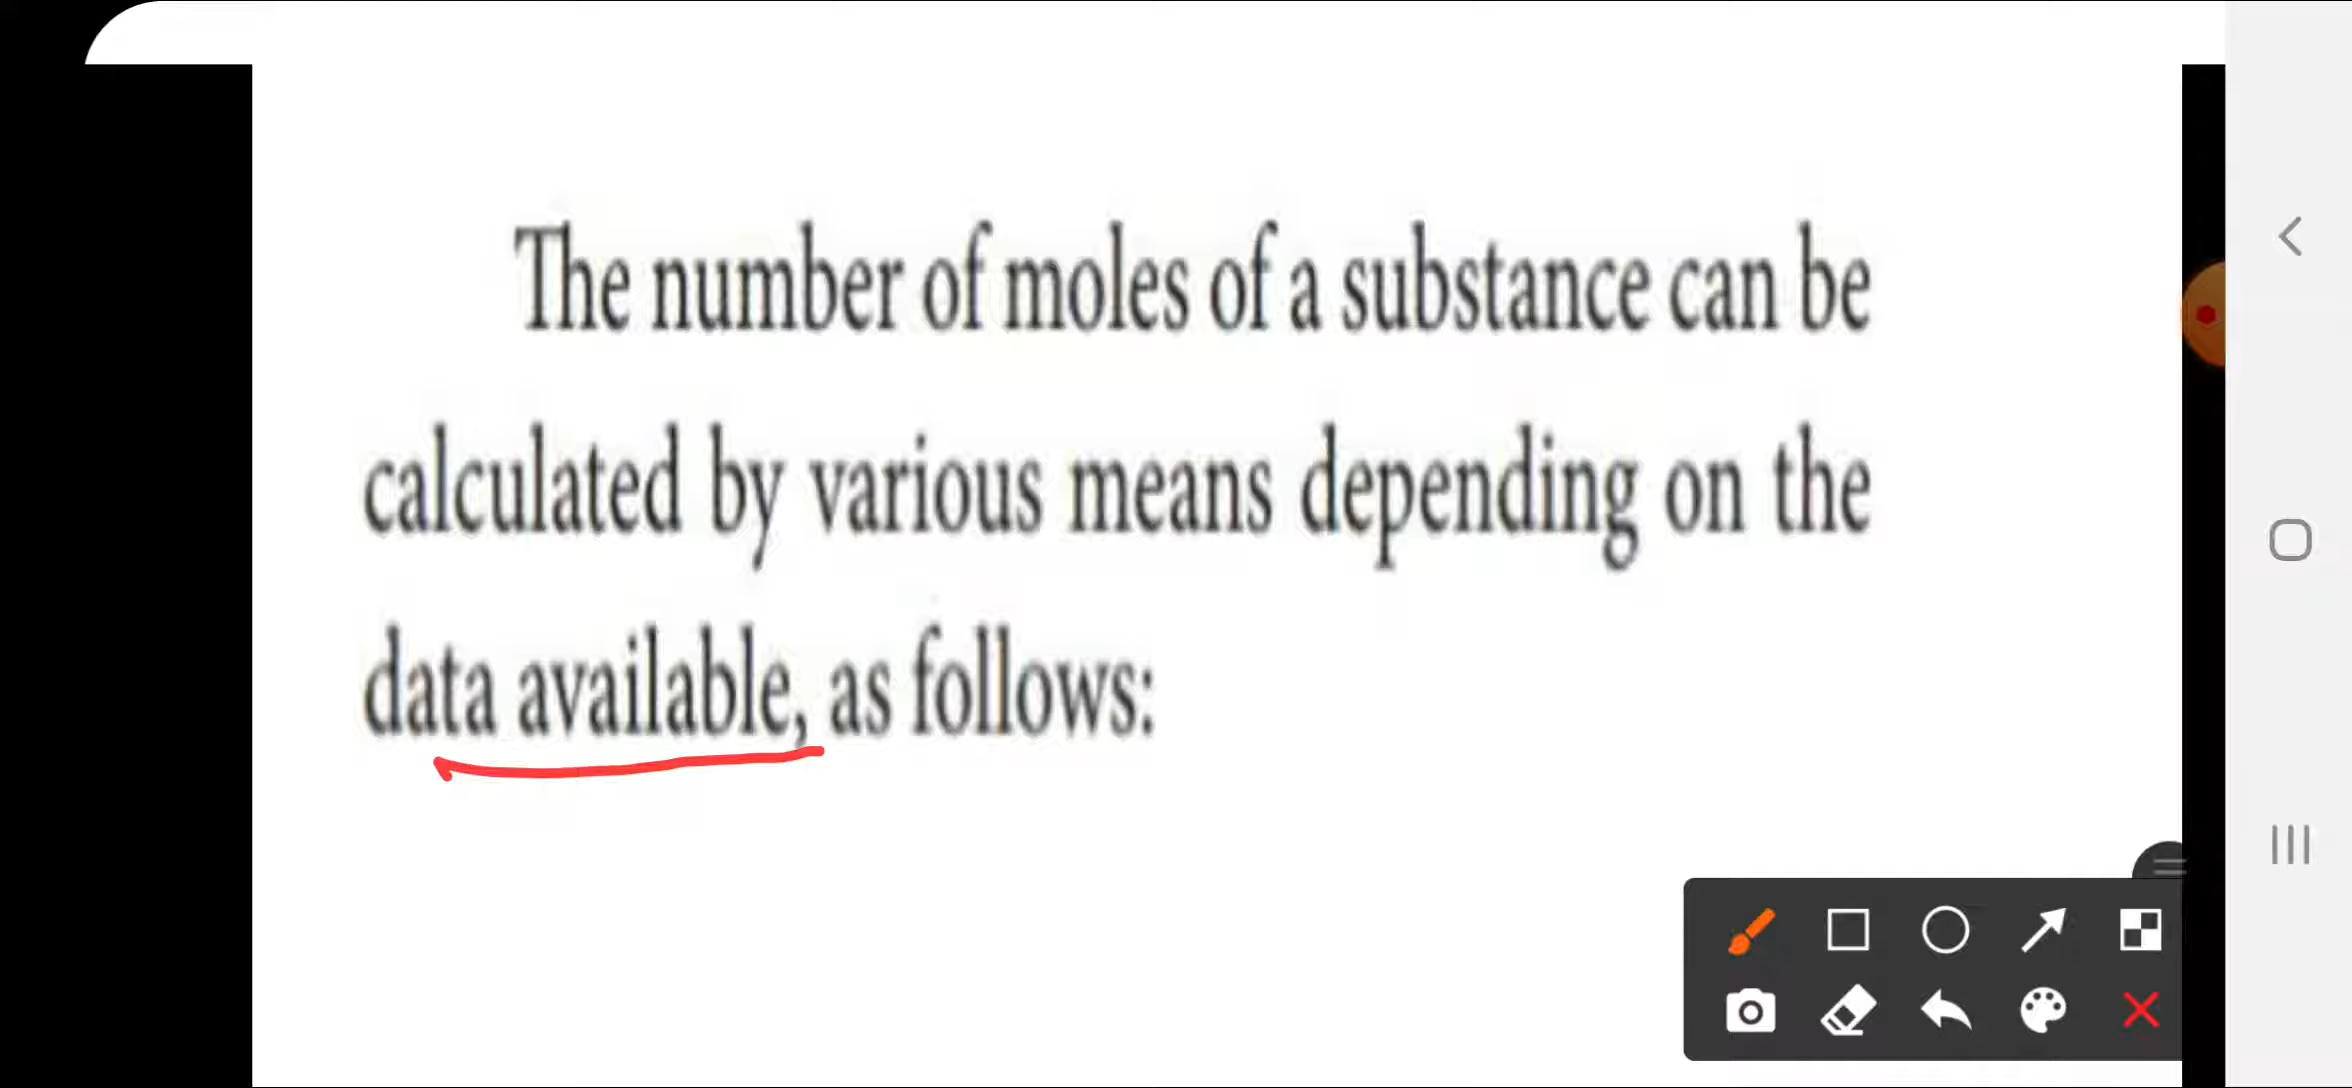 The number of moles of a substance can be
calculated by various means depending on the
data available, as follows: